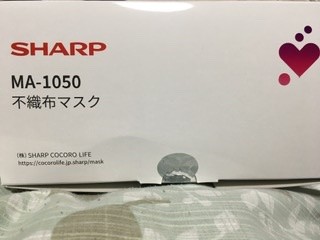 SHARP
MA-1050
不織布マスク
(株) SHARP COCORO LIFE
https://cocorolife.jp.sharp/mask